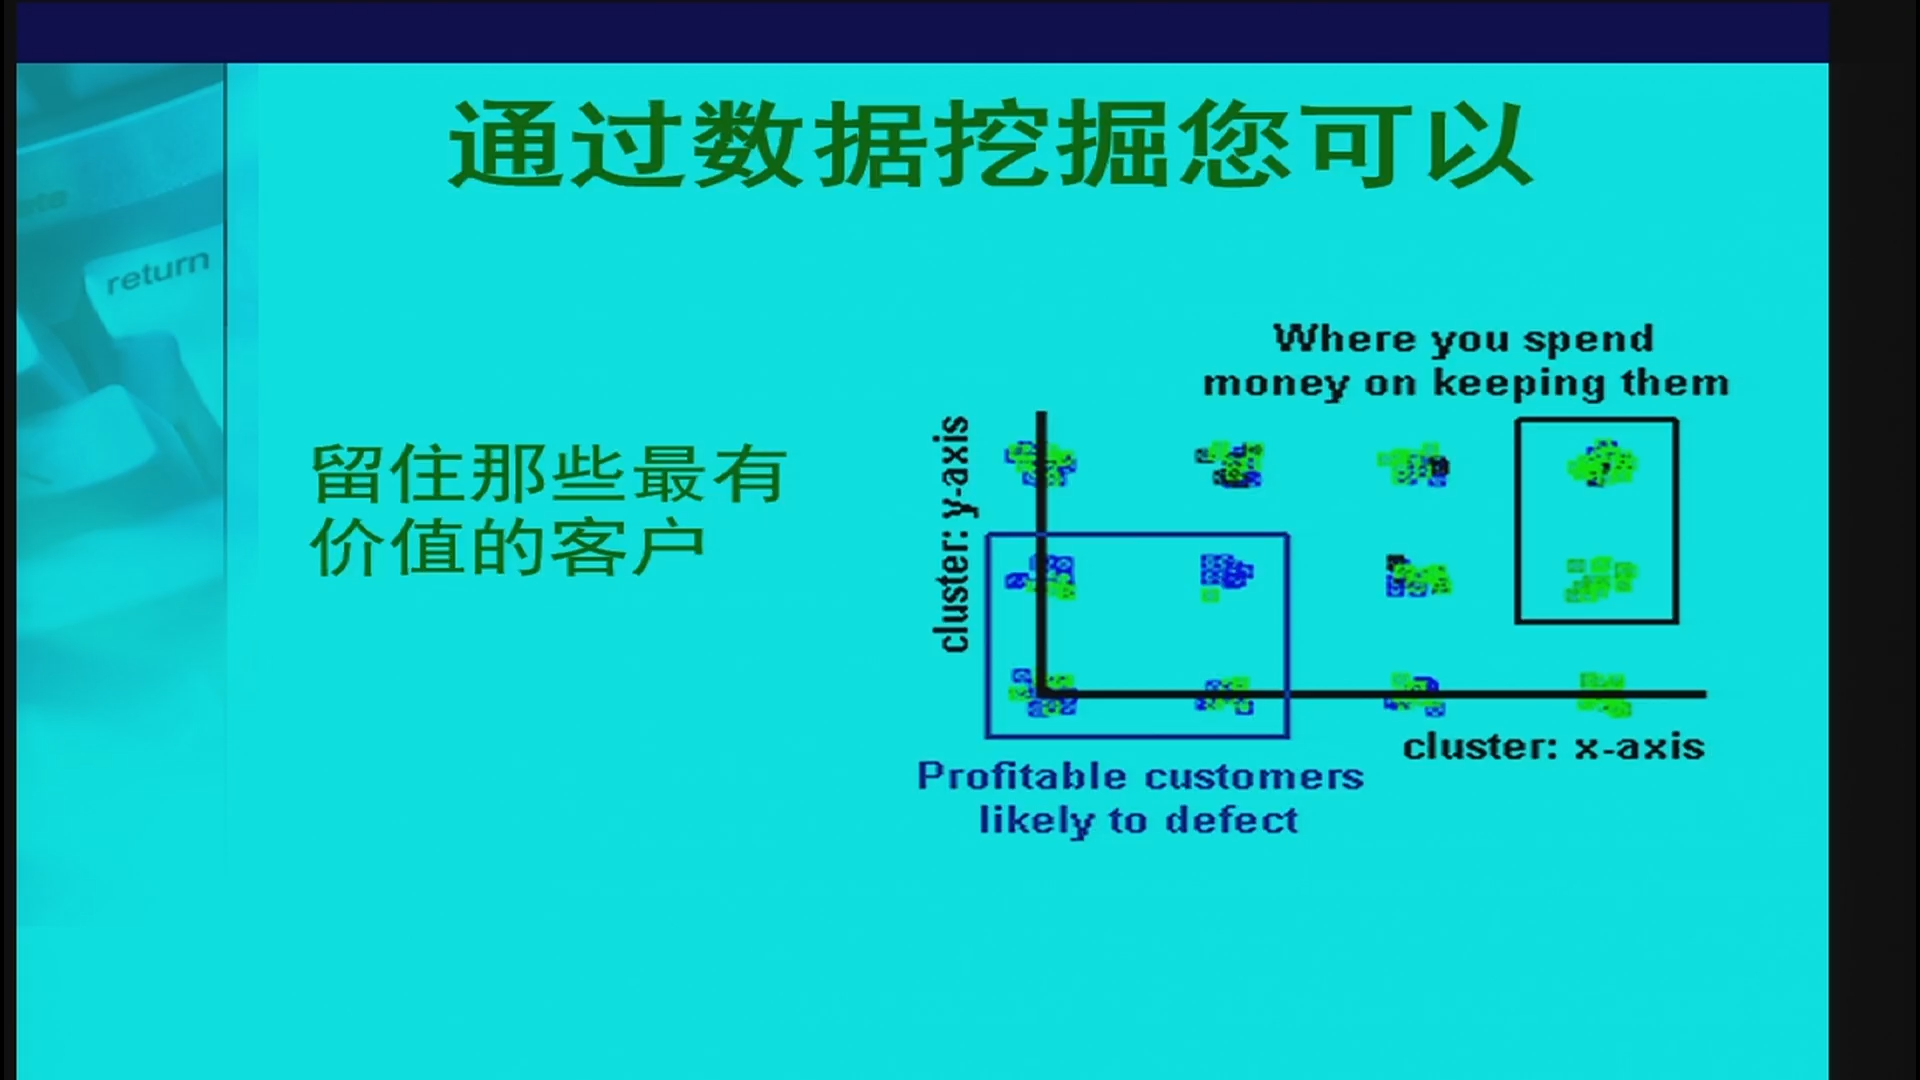 通过数据挖掘您可以
return
留住那些最有
价值的客户
Where you spend
money on keeping them
cluster: y-axis
cluster: x-axis
Profitable customers
likely to defect